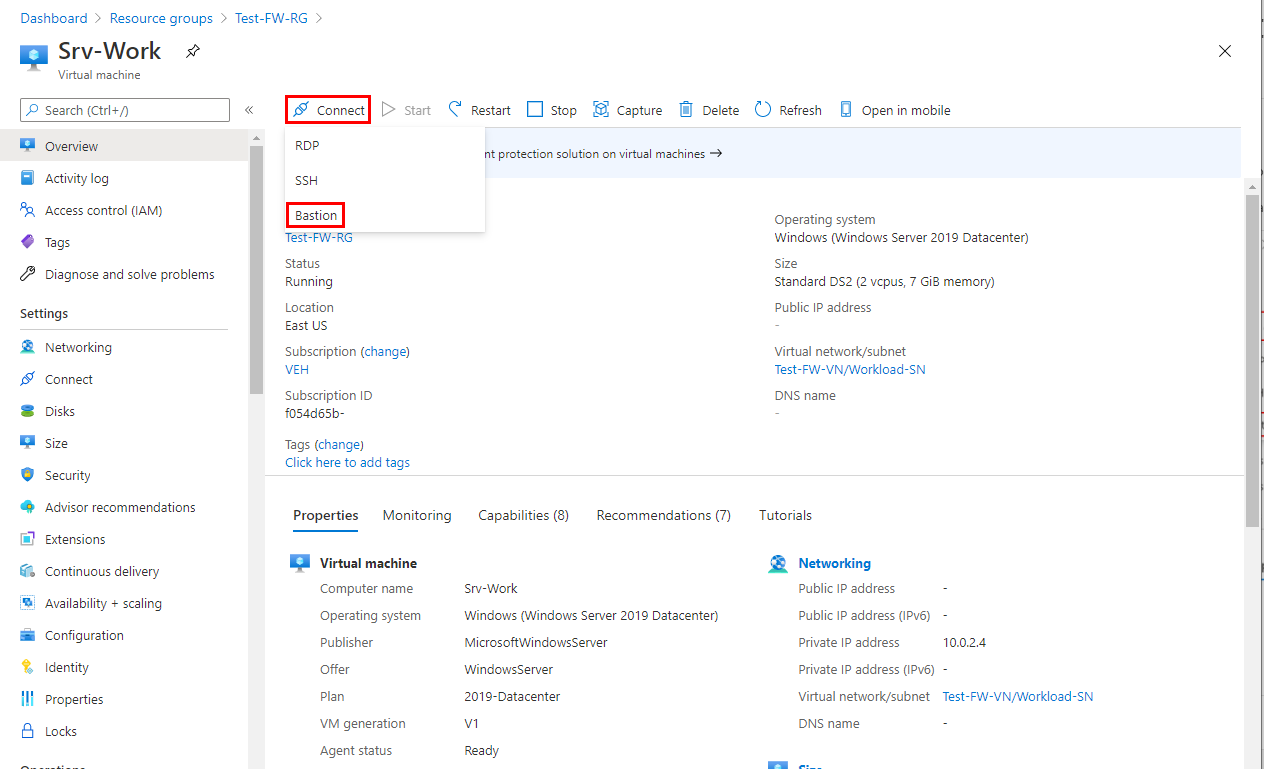 Dashboard > Resource groups > Test-FW-RG >
Srv-Work
Virtual machine
Search (Ctrl+/)
«
Connect
Start
Restart
Stop
Capture
Delete
Refresh
Open in mobile
RDP
SSH
Bastion
nt protection solution on virtual machines →
Overview
Activity log
Access control (IAM)
Tags
Diagnose and solve problems
Settings
Networking
Connect
Disks
Size
Security
Advisor recommendations
Extensions
Continuous delivery
Availability + scaling
Configuration
Identity
Properties
Locks
Operations
Test-FW-RG
Status
Running
Location
East US
Subscription (change)
VEH
Subscription ID
f054d65b-
Tags (change)
Click here to add tags
Operating system
Windows (Windows Server 2019 Datacenter)
Size
Standard DS2 (2 vcpus, 7 GiB memory)
Public IP address
-
Virtual network/subnet
Test-FW-VN/Workload-SN
DNS name
-
Properties
Monitoring
Capabilities (8)
Recommendations (7)
Tutorials
Virtual machine
Computer name Srv-Work
Operating system Windows (Windows Server 2019 Datacenter)
Publisher MicrosoftWindowsServer
Offer WindowsServer
Plan 2019-Datacenter
VM generation V1
Agent status Ready
Networking
Public IP address -
Public IP address (IPv6) -
Private IP address 10.0.2.4
Private IP address (IPv6) -
Virtual network/subnet Test-FW-VN/Workload-SN
DNS name -
Size